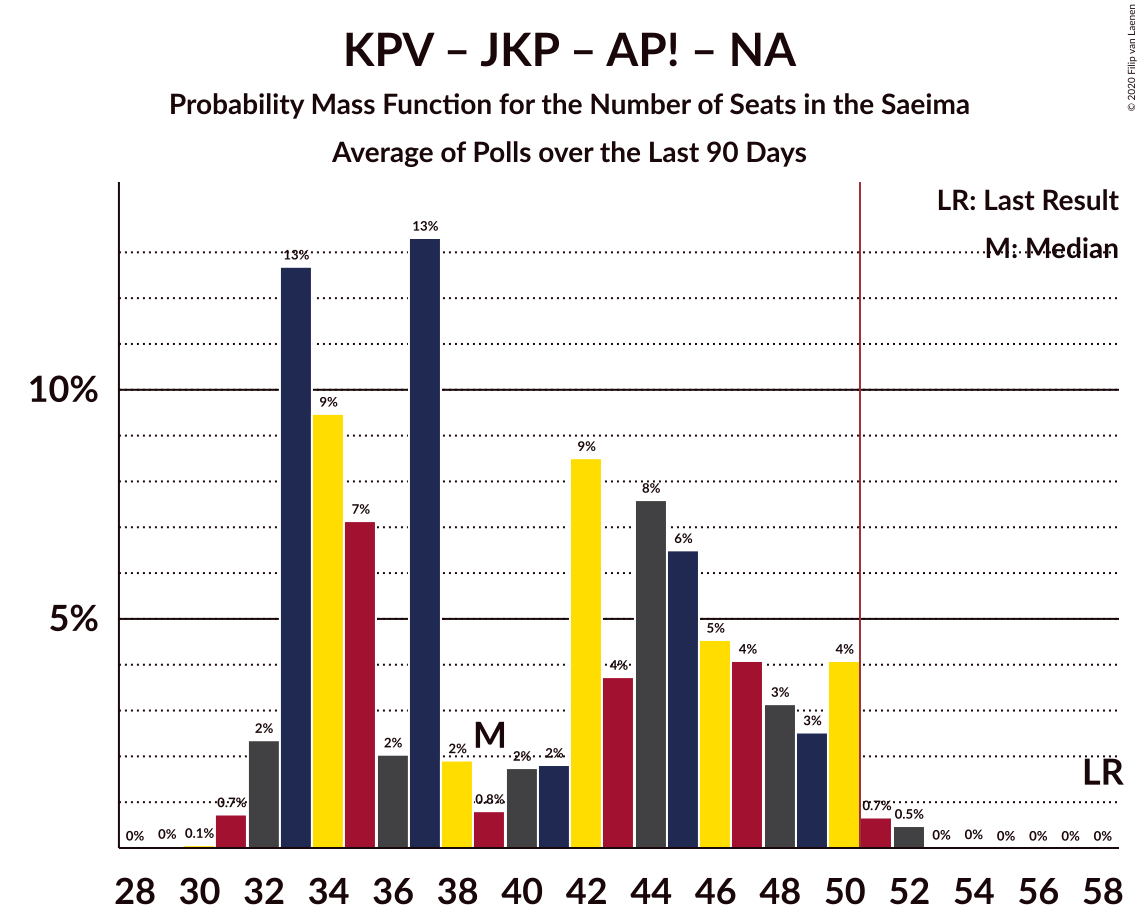 KPV – JKP – AP! – NA
Probability Mass Function for the Number of Seats in the Saeima
Average of Polls over the Last 90 Days
© 2020 Filip van Laenen
LR: Last Result
M: Median
10%
5%
0% 0% 0.1% 0.7% 2% 13% 9% 7% 2% 13% 2% 0.8% 2% 2% 9% 4% 8% 6% 5% 4% 3% 3% 4% 0.7% 0.5% 0% 0% 0% 0% 0% 0%
M
LR
28 30 32 34 36 38 40 42 44 46 48 50 52 54 56 58